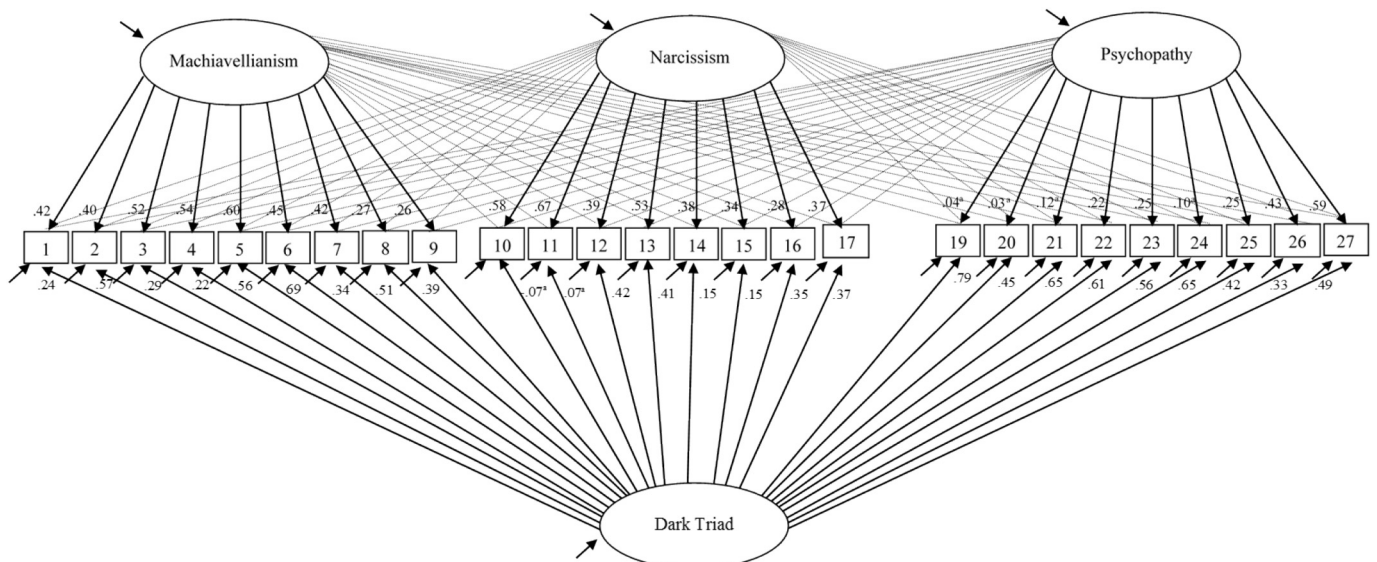 Machiavellianism Narcissism Psychopathy
.42 .40 .52 .54 .60 .45 .42 .27 .26 .58 .67 .39 .53 .38 .34 .28 .37 .04ᵃ .03ᵃ .12ᵃ .22 .25 .10ᵃ .25 .43 .59
1 2 3 4 5 6 7 8 9 10 11 12 13 14 15 16 17 19 20 21 22 23 24 25 26 27
.24 .57 .29 .22 .56 .69 .34 .51 .39 -.07ᵃ .07ᵃ .42 .41 .15 .15 .35 .37 .79 .45 .65 .61 .56 .65 .42 .33 .49
Dark Triad